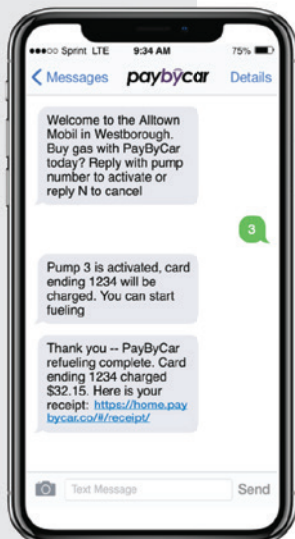 Sprint LTE 9:34 AM 75%
Messages paybycar Details
Welcome to the Alltown
Mobil in Westborough.
Buy gas with PayByCar
today? Reply with pump
number to activate or
reply N to cancel
3
Pump 3 is activated, card
ending 1234 will be
charged. You can start
fueling
Thank you -- PayByCar
refueling complete. Card
ending 1234 charged
$32.15. Here is your
receipt: https://home.pay
bycar.co/#/receipt/
Text Message Send